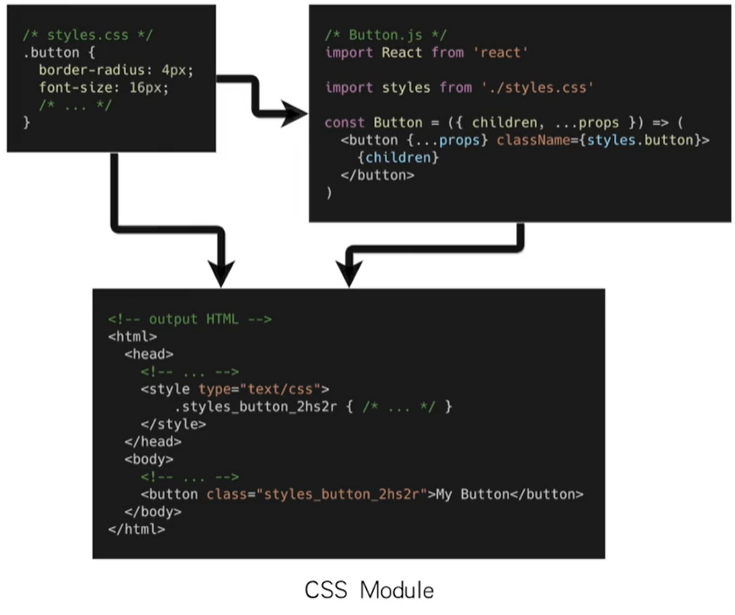 /* styles.css */
.button {
  border-radius: 4px;
  font-size: 16px;
  /* ... */
}
/* Button.js */
import React from 'react'
import styles from './styles.css'
const Button = ({ children, ...props }) => (
  <button {...props} className={styles.button}>
    {children}
  </button>
)
<!-- output HTML -->
<html>
  <head>
    <!-- ... -->
    <style type="text/css">
        .styles_button_2hs2r { /* ... */ }
    </style>
  </head>
  <body>
    <!-- ... -->
    <button class="styles_button_2hs2r">My Button</button>
  </body>
</html>
CSS Module